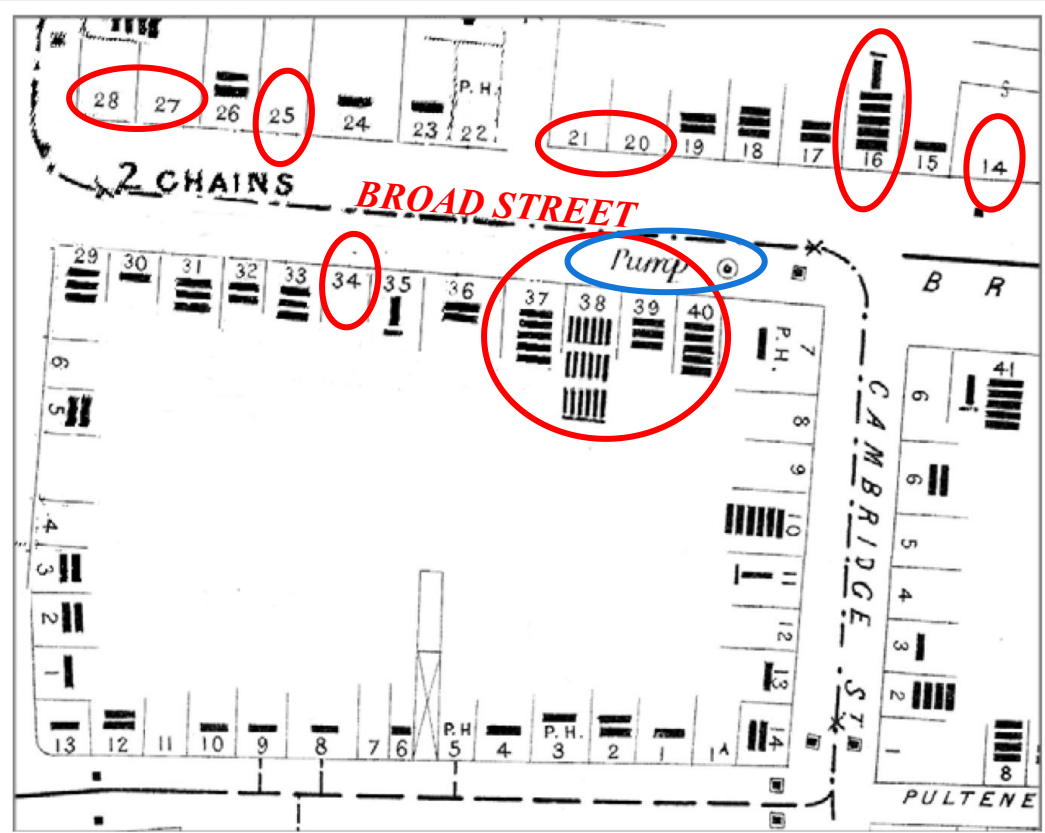 28 27 26 25 24 23 22
P. H.
21 20 19 18 17 16 15 14
S
2 CHAINS
BROAD STREET
Pump
B R
29 30 31 32 33 34 35 36 37 38 39 40
7
P. H.
8
9
10
11
12
13
14
6
5
4
3
2
1
CAMBRIDGE ST.
6 41
6
5
4
3
2
1
8
13 12 11 10 9 8 7 6 5 4 3 2 1 1A
P. H
P. H.
PULTENE